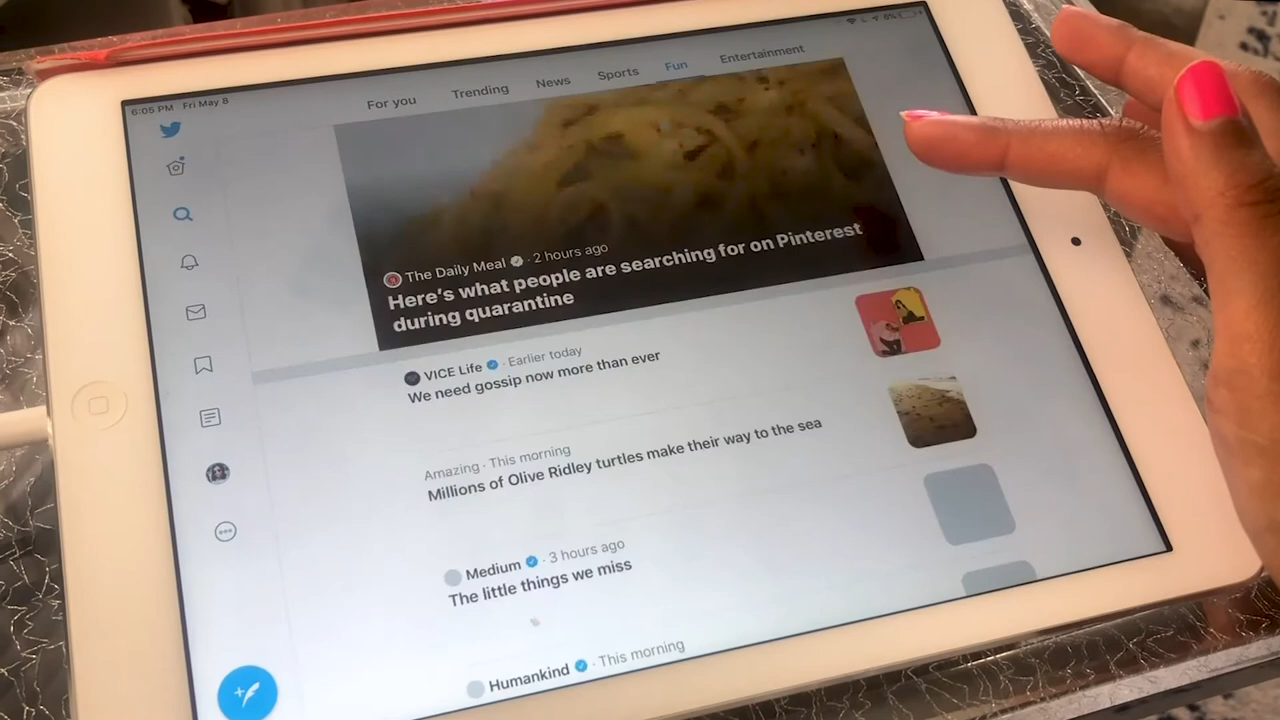 6:05 PM Fri May 8
6%
For you
Trending
News
Sports
Fun
Entertainment
The Daily Meal · 2 hours ago
Here's what people are searching for on Pinterest
during quarantine
VICE Life · Earlier today
We need gossip now more than ever
Amazing · This morning
Millions of Olive Ridley turtles make their way to the sea
Medium · 3 hours ago
The little things we miss
Humankind · This morning